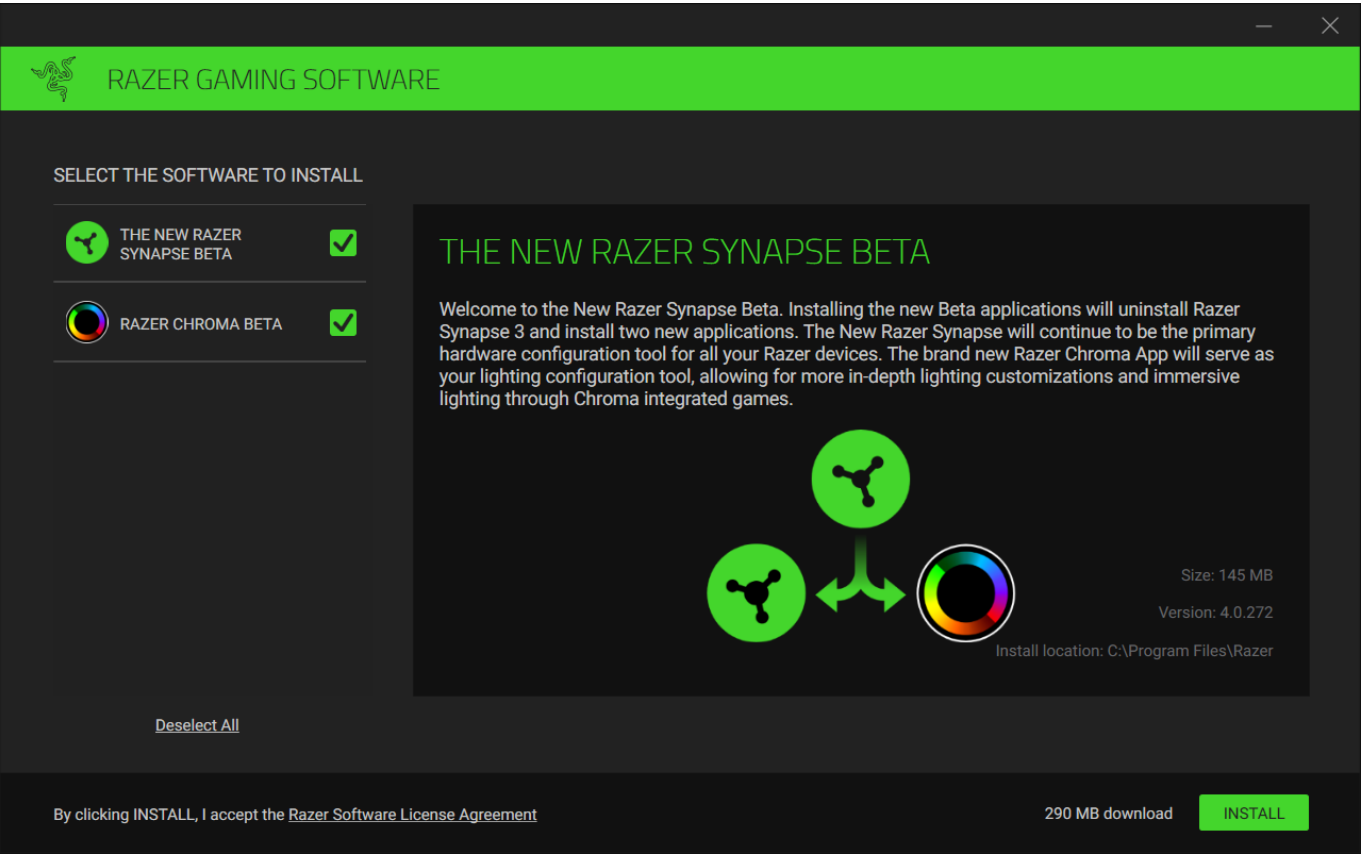 RAZER GAMING SOFTWARE
SELECT THE SOFTWARE TO INSTALL
THE NEW RAZER
SYNAPSE BETA
RAZER CHROMA BETA
Deselect All
THE NEW RAZER SYNAPSE BETA
Welcome to the New Razer Synapse Beta. Installing the new Beta applications will uninstall Razer
Synapse 3 and install two new applications. The New Razer Synapse will continue to be the primary
hardware configuration tool for all your Razer devices. The brand new Razer Chroma App will serve as
your lighting configuration tool, allowing for more in-depth lighting customizations and immersive
lighting through Chroma integrated games.
Size: 145 MB
Version: 4.0.272
Install location: C:\Program Files\Razer
By clicking INSTALL, I accept the Razer Software License Agreement
290 MB download
INSTALL